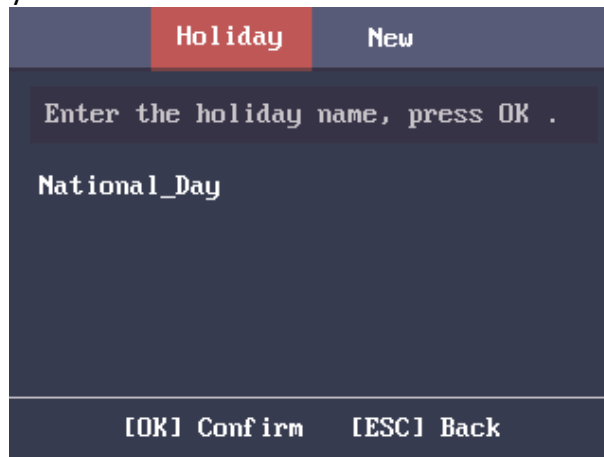 Holiday New
Enter the holiday name, press OK .
National_Day
[OK] Confirm [ESC] Back